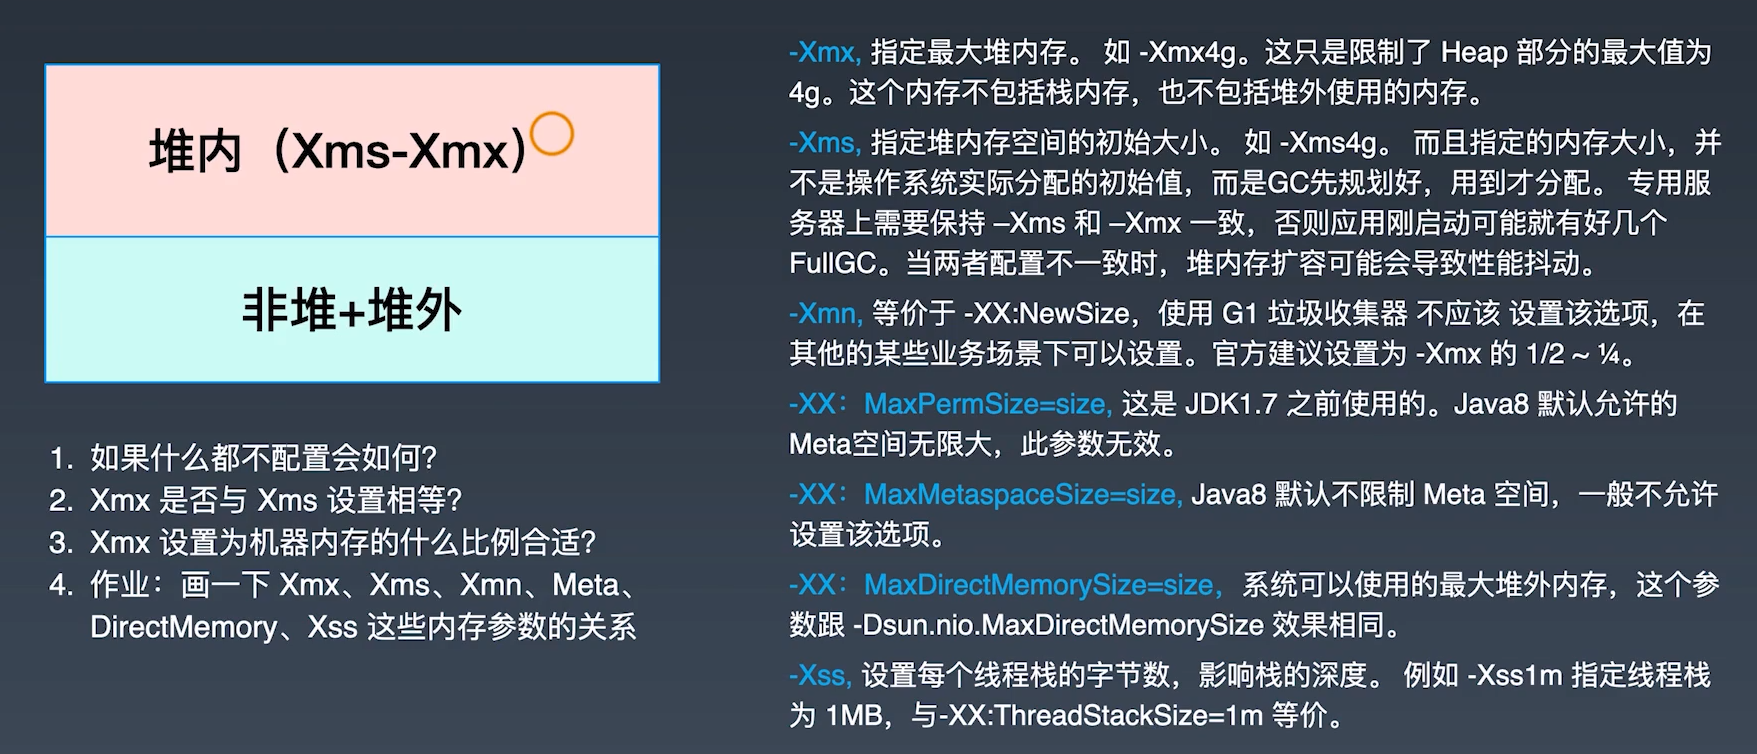 堆内（Xms-Xmx）
非堆+堆外
1. 如果什么都不配置会如何？
2. Xmx 是否与 Xms 设置相等？
3. Xmx 设置为机器内存的什么比例合适？
4. 作业：画一下 Xmx、Xms、Xmn、Meta、
DirectMemory、Xss 这些内存参数的关系
-Xmx, 指定最大堆内存。 如 -Xmx4g。这只是限制了 Heap 部分的最大值为
4g。这个内存不包括栈内存，也不包括堆外使用的内存。
-Xms, 指定堆内存空间的初始大小。 如 -Xms4g。 而且指定的内存大小，并
不是操作系统实际分配的初始值，而是GC先规划好，用到才分配。 专用服
务器上需要保持 –Xms 和 –Xmx 一致，否则应用刚启动可能就有好几个
FullGC。当两者配置不一致时，堆内存扩容可能会导致性能抖动。
-Xmn, 等价于 -XX:NewSize，使用 G1 垃圾收集器 不应该 设置该选项，在
其他的某些业务场景下可以设置。官方建议设置为 -Xmx 的 1/2 ~ ¼。
-XX：MaxPermSize=size, 这是 JDK1.7 之前使用的。Java8 默认允许的
Meta空间无限大，此参数无效。
-XX：MaxMetaspaceSize=size, Java8 默认不限制 Meta 空间，一般不允许
设置该选项。
-XX：MaxDirectMemorySize=size，系统可以使用的最大堆外内存，这个参
数跟 -Dsun.nio.MaxDirectMemorySize 效果相同。
-Xss, 设置每个线程栈的字节数，影响栈的深度。 例如 -Xss1m 指定线程栈
为 1MB，与-XX:ThreadStackSize=1m 等价。